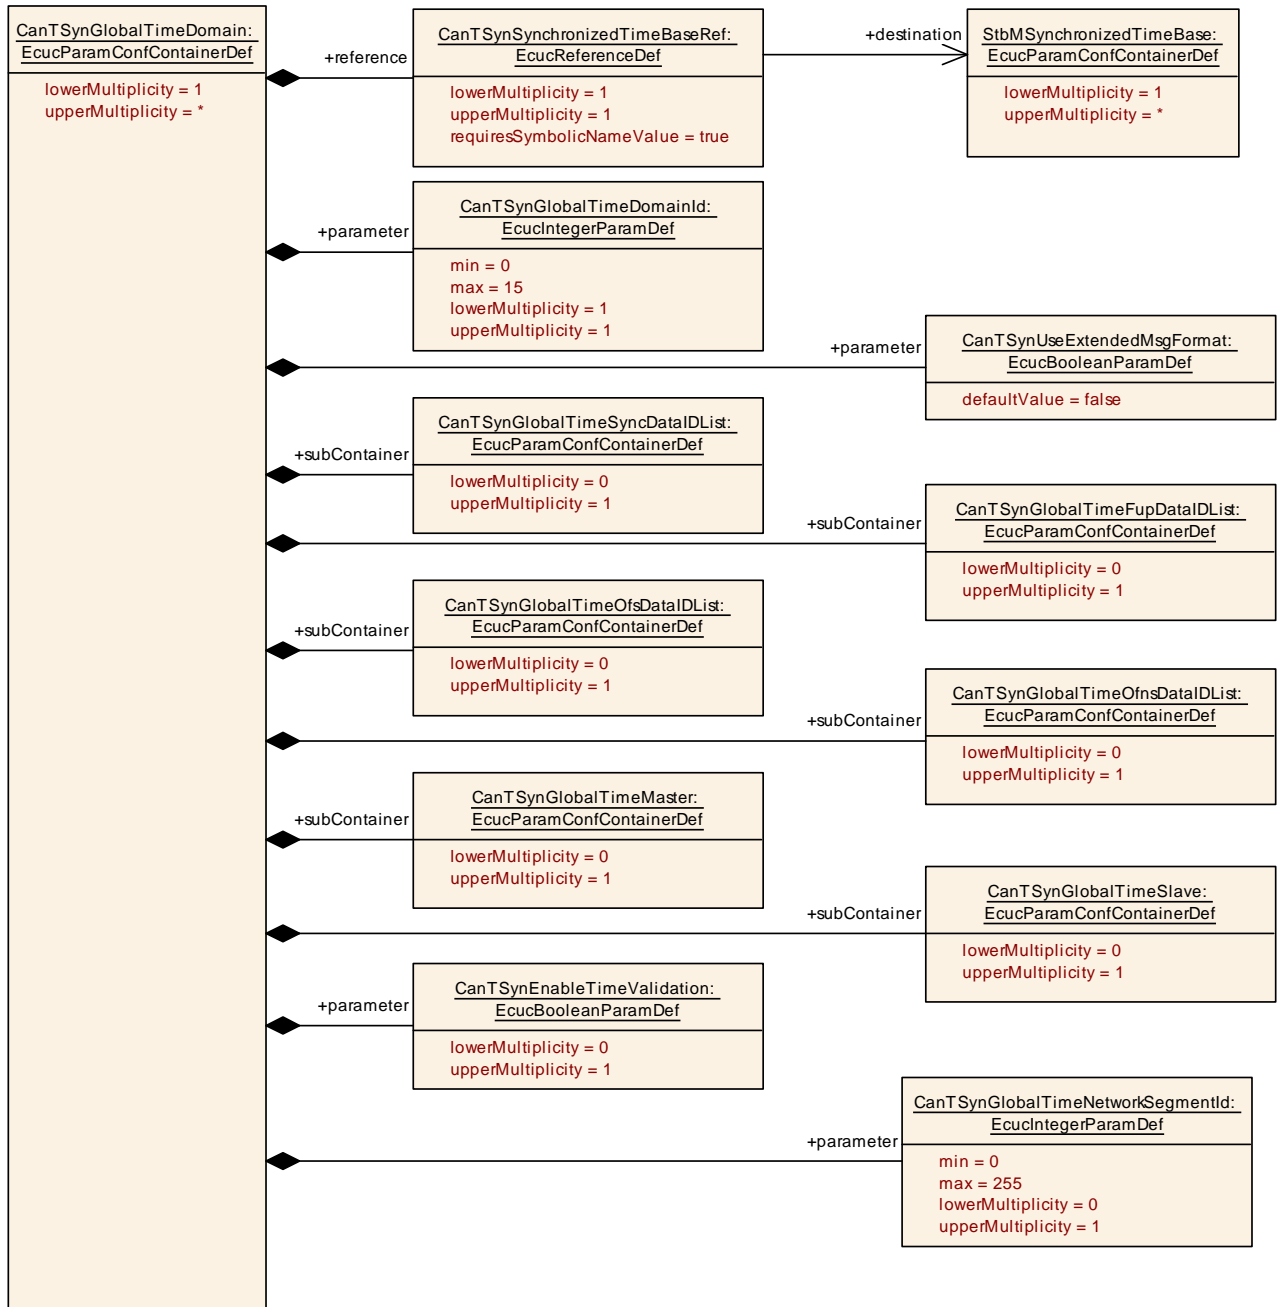 CanTSynGlobalTimeDomain:
EcucParamConfContainerDef
lowerMultiplicity = 1
upperMultiplicity = *
+reference
CanTSynSynchronizedTimeBaseRef:
EcucReferenceDef
lowerMultiplicity = 1
upperMultiplicity = 1
requiresSymbolicNameValue = true
+destination
StbMSynchronizedTimeBase:
EcucParamConfContainerDef
lowerMultiplicity = 1
upperMultiplicity = *
+parameter
CanTSynGlobalTimeDomainId:
EcucIntegerParamDef
min = 0
max = 15
lowerMultiplicity = 1
upperMultiplicity = 1
+parameter
CanTSynUseExtendedMsgFormat:
EcucBooleanParamDef
defaultValue = false
+subContainer
CanTSynGlobalTimeSyncDataIDList:
EcucParamConfContainerDef
lowerMultiplicity = 0
upperMultiplicity = 1
+subContainer
CanTSynGlobalTimeFupDataIDList:
EcucParamConfContainerDef
lowerMultiplicity = 0
upperMultiplicity = 1
+subContainer
CanTSynGlobalTimeOfsDataIDList:
EcucParamConfContainerDef
lowerMultiplicity = 0
upperMultiplicity = 1
+subContainer
CanTSynGlobalTimeOfnsDataIDList:
EcucParamConfContainerDef
lowerMultiplicity = 0
upperMultiplicity = 1
+subContainer
CanTSynGlobalTimeMaster:
EcucParamConfContainerDef
lowerMultiplicity = 0
upperMultiplicity = 1
+subContainer
CanTSynGlobalTimeSlave:
EcucParamConfContainerDef
lowerMultiplicity = 0
upperMultiplicity = 1
+parameter
CanTSynEnableTimeValidation:
EcucBooleanParamDef
lowerMultiplicity = 0
upperMultiplicity = 1
+parameter
CanTSynGlobalTimeNetworkSegmentId:
EcucIntegerParamDef
min = 0
max = 255
lowerMultiplicity = 0
upperMultiplicity = 1